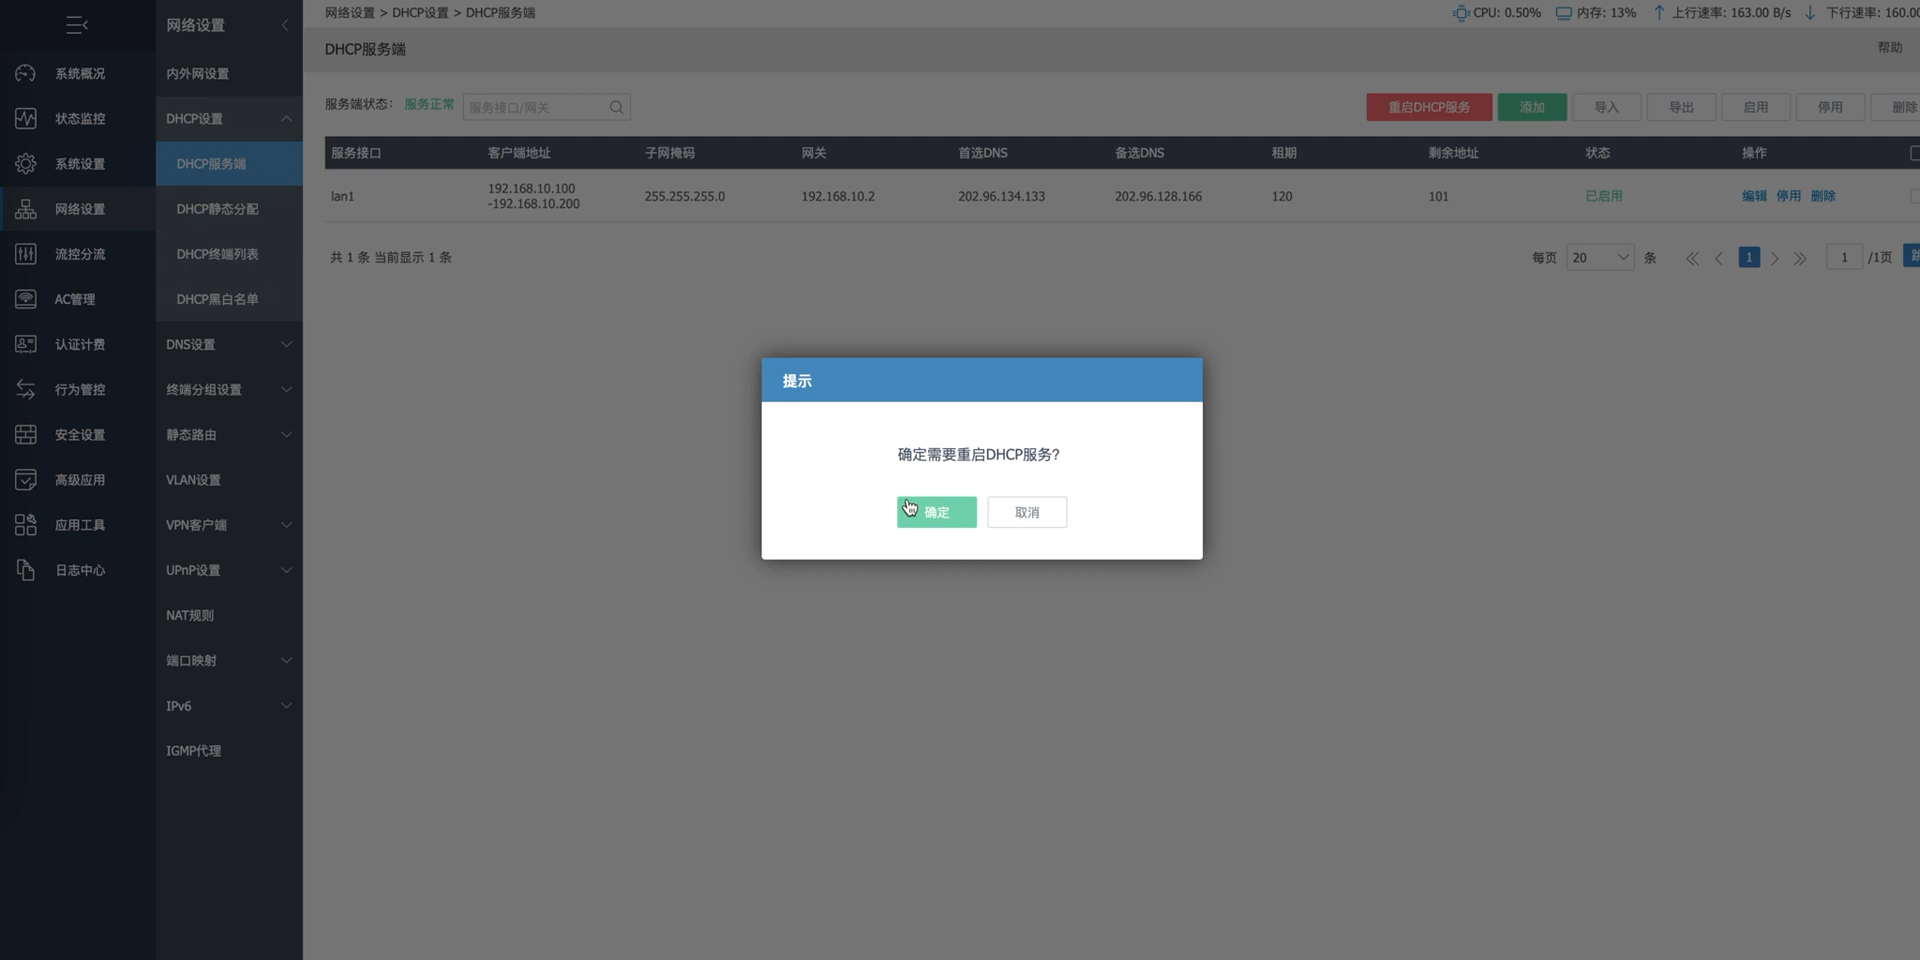 网络设置 > DHCP设置 > DHCP服务端
CPU: 0.50% 内存: 13% 上行速率: 163.00 B/s 下行速率: 160.00
网络设置
DHCP服务端 帮助
系统概况
状态监控
系统设置
网络设置
流控分流
AC管理
认证计费
行为管控
安全设置
高级应用
应用工具
日志中心
内外网设置
DHCP设置
DHCP服务端
DHCP静态分配
DHCP终端列表
DHCP黑白名单
DNS设置
终端分组设置
静态路由
VLAN设置
VPN客户端
UPnP设置
NAT规则
端口映射
IPv6
IGMP代理
服务端状态: 服务正常 服务接口/网关 重启DHCP服务 添加 导入 导出 启用 停用 删除
服务接口 客户端地址 子网掩码 网关 首选DNS 备选DNS 租期 剩余地址 状态 操作
lan1 192.168.10.100 255.255.255.0 192.168.10.2 202.96.134.133 202.96.128.166 120 101 已启用 编辑 停用 删除
-192.168.10.200
共 1 条 当前显示 1 条 每页 20 条 1 1 /1页
提示
确定需要重启DHCP服务?
确定 取消